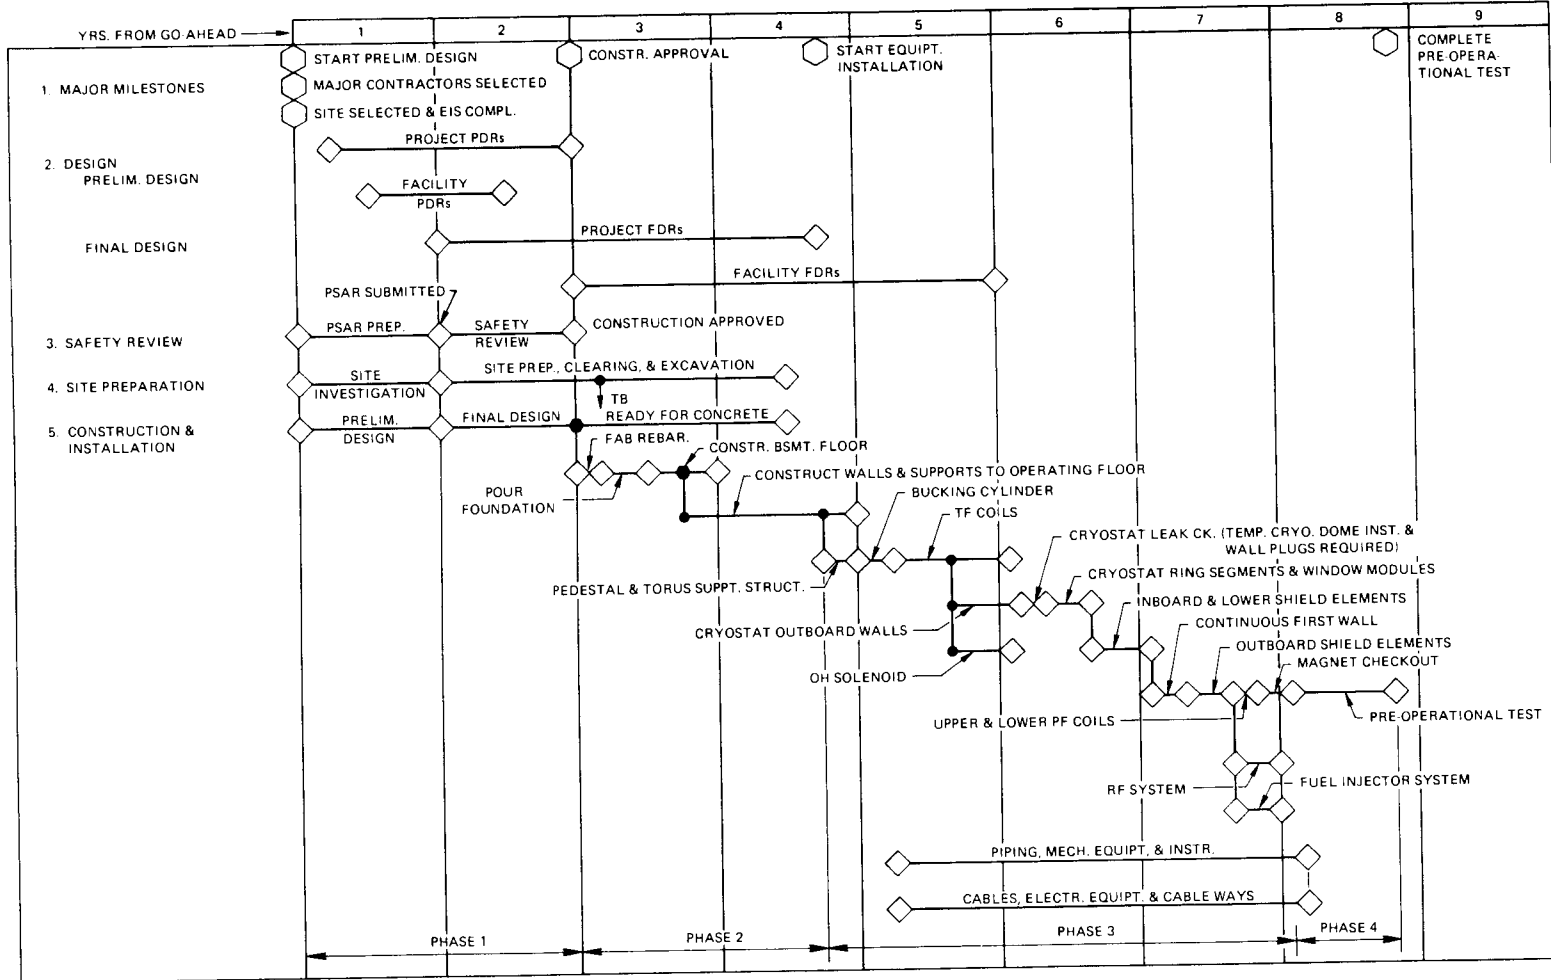 YRS. FROM GO-AHEAD
1 2 3 4 5 6 7 8 9
1. MAJOR MILESTONES
START PRELIM. DESIGN
MAJOR CONTRACTORS SELECTED
SITE SELECTED & EIS COMPL.
CONSTR. APPROVAL
START EQUIPT.
INSTALLATION
COMPLETE
PRE-OPERA-
TIONAL TEST
2. DESIGN
PRELIM. DESIGN
PROJECT PDRs
FACILITY
PDRs
FINAL DESIGN
PROJECT FDRs
FACILITY FDRs
PSAR SUBMITTED
3. SAFETY REVIEW
PSAR PREP.
SAFETY
REVIEW
CONSTRUCTION APPROVED
4. SITE PREPARATION
SITE
INVESTIGATION
SITE PREP., CLEARING, & EXCAVATION
TB
5. CONSTRUCTION &
INSTALLATION
PRELIM.
DESIGN
FINAL DESIGN
READY FOR CONCRETE
FAB REBAR.
CONSTR. BSMT. FLOOR
POUR
FOUNDATION
CONSTRUCT WALLS & SUPPORTS TO OPERATING FLOOR
BUCKING CYLINDER
TF COILS
CRYOSTAT LEAK CK. (TEMP. CRYO. DOME INST. &
WALL PLUGS REQUIRED)
PEDESTAL & TORUS SUPPT. STRUCT.
CRYOSTAT RING SEGMENTS & WINDOW MODULES
CRYOSTAT OUTBOARD WALLS
INBOARD & LOWER SHIELD ELEMENTS
CONTINUOUS FIRST WALL
OUTBOARD SHIELD ELEMENTS
MAGNET CHECKOUT
OH SOLENOID
UPPER & LOWER PF COILS
PRE-OPERATIONAL TEST
RF SYSTEM
FUEL INJECTOR SYSTEM
PIPING, MECH. EQUIPT. & INSTR.
CABLES, ELECTR. EQUIPT. & CABLE WAYS
PHASE 1
PHASE 2
PHASE 3
PHASE 4